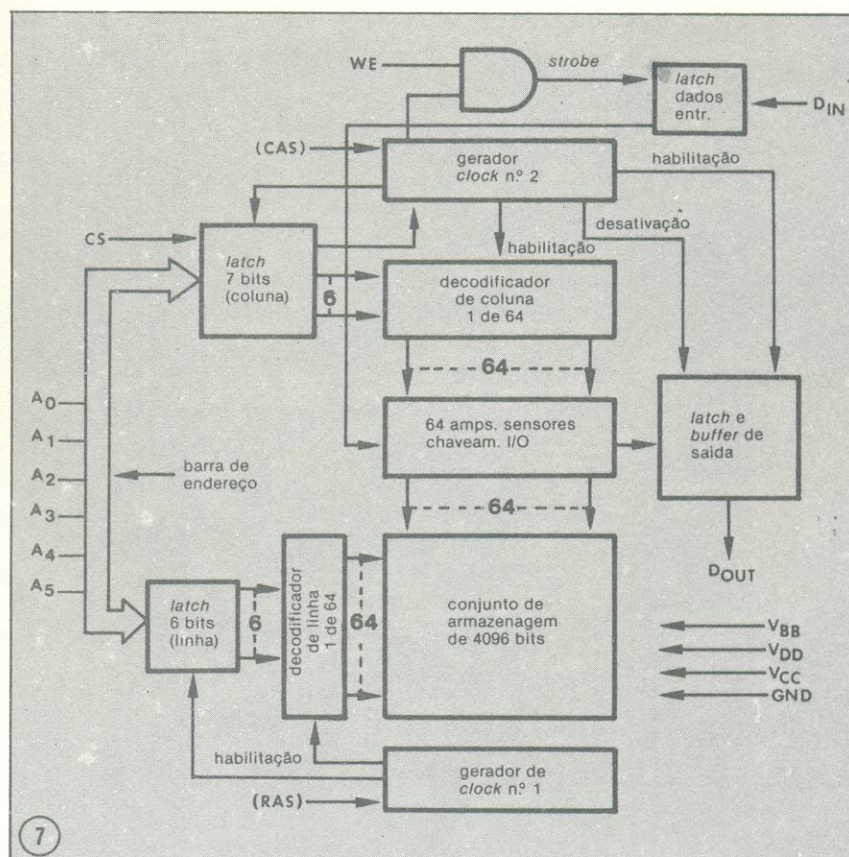 WE
strobe
latch
dados
entr.
D_IN
(CAS)
gerador
clock n.º 2
habilitação
desativação
CS
latch
7 bits
(coluna)
6
habilitação
decodificador
de coluna
1 de 64
64
64 amps. sensores
chaveam. I/O
latch e
buffer de
saída
A0
A1
A2
A3
A4
A5
barra de
endereço
64
D_OUT
latch
6 bits
(linha)
6
decodificador
de linha
1 de 64
64
conjunto de
armazenagem
de 4096 bits
V_BB
V_DD
V_CC
GND
habilitação
(RAS)
gerador de
clock n.º 1
7